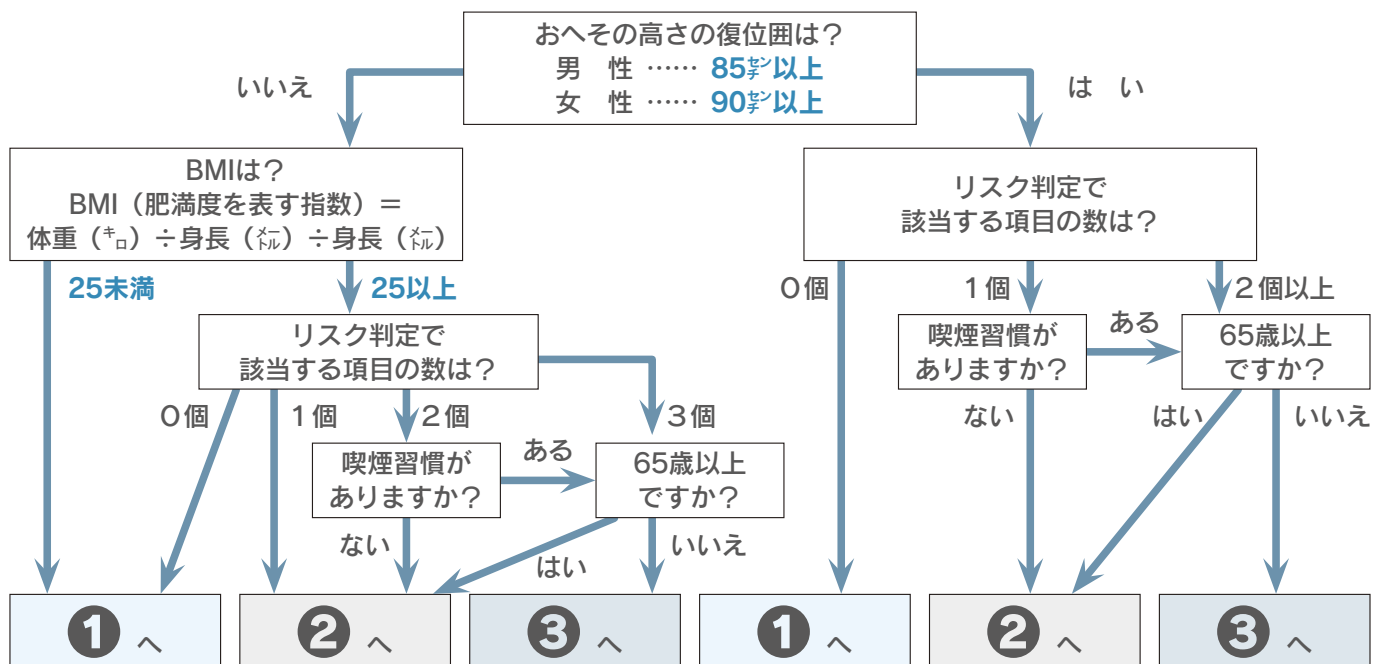 おへその高さの復位囲は？
男　性 …… 85㌢以上
女　性 …… 90㌢以上
いいえ
は　い
BMIは？
BMI（肥満度を表す指数）＝
体重（㌔）÷身長（㍍）÷身長（㍍）
リスク判定で
該当する項目の数は？
25未満
25以上
０個
１個
２個以上
リスク判定で
該当する項目の数は？
喫煙習慣が
ありますか？
ある
65歳以上
ですか？
０個
１個
２個
３個
ない
はい
いいえ
喫煙習慣が
ありますか？
ある
65歳以上
ですか？
ない
はい
いいえ
❶ へ
❷ へ
❸ へ
❶ へ
❷ へ
❸ へ